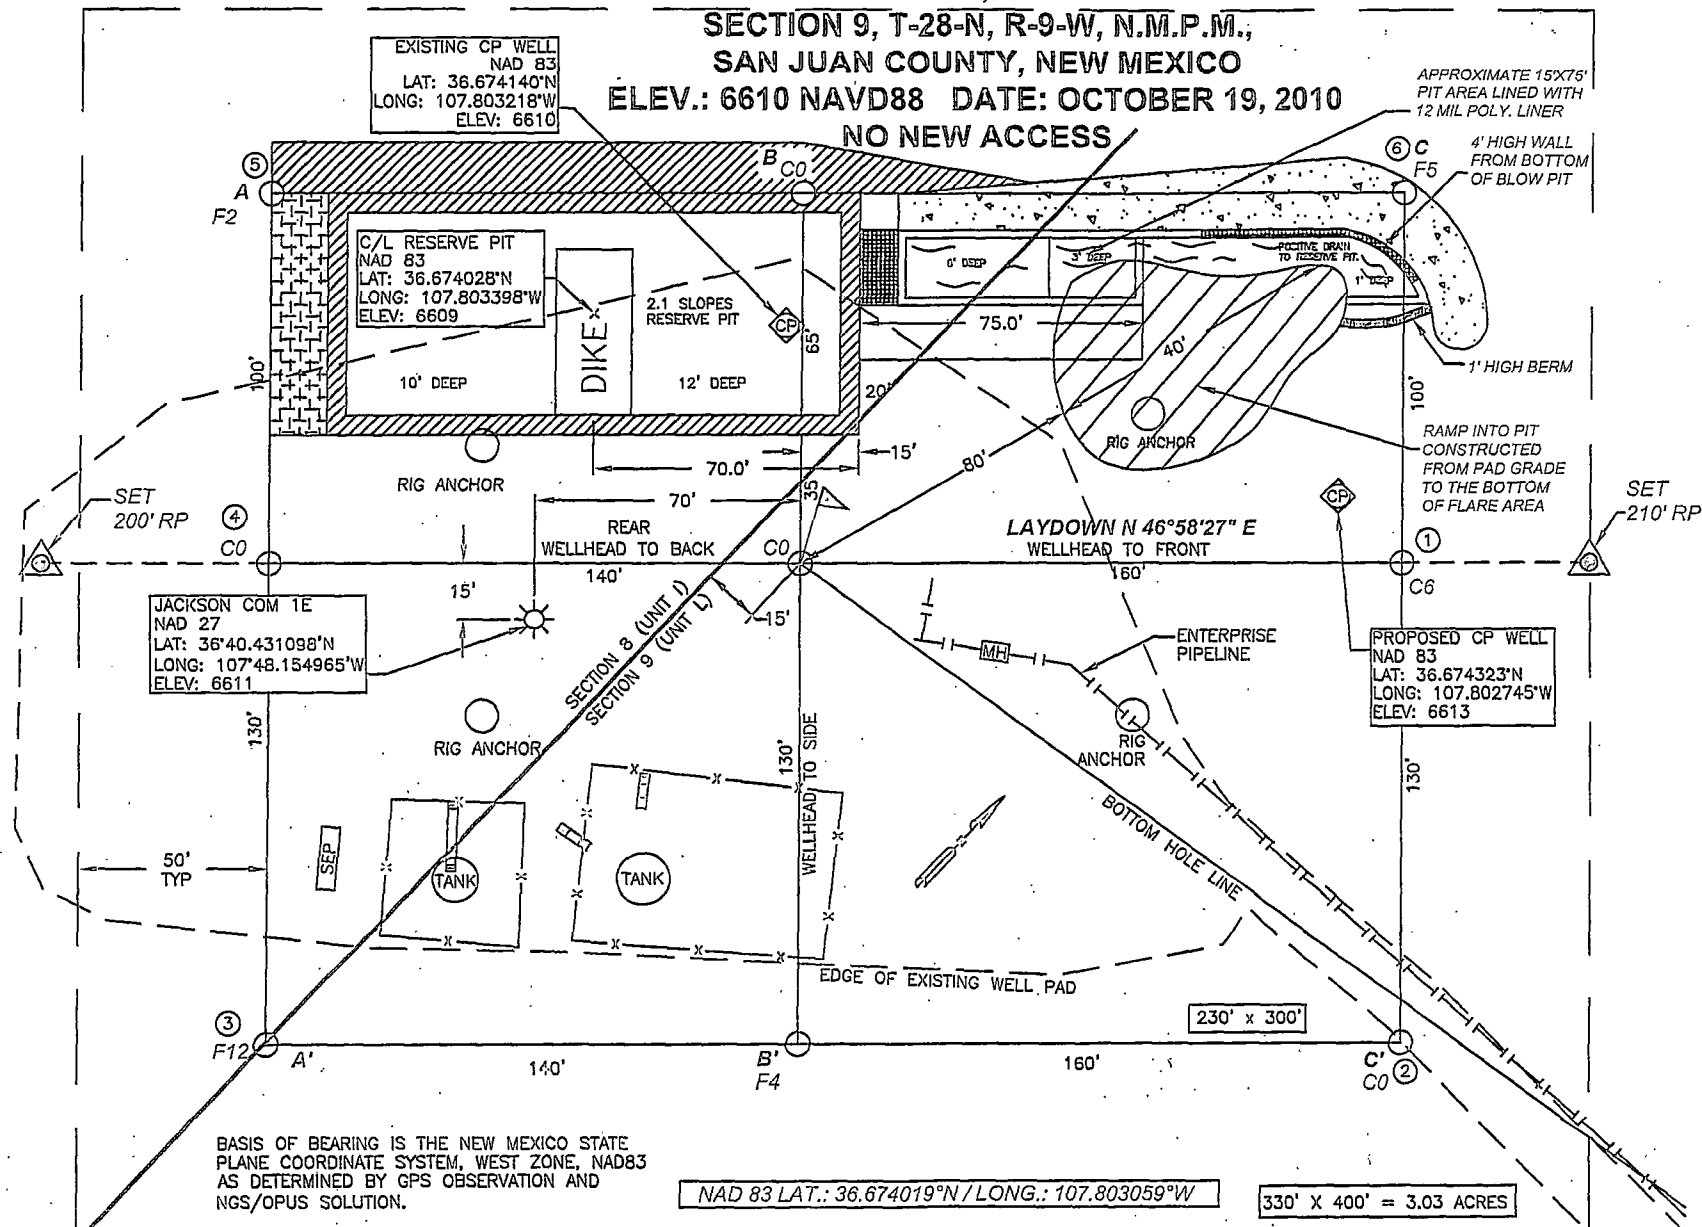 SECTION 9, T-28-N, R-9-W, N.M.P.M.,
SAN JUAN COUNTY, NEW MEXICO
ELEV.: 6610 NAVD88 DATE: OCTOBER 19, 2010
NO NEW ACCESS
EXISTING CP WELL
NAD 83
LAT: 36.674140°N
LONG: 107.803218°W
ELEV: 6610
APPROXIMATE 15'X75'
PIT AREA LINED WITH
12 MIL POLY. LINER
4' HIGH WALL
FROM BOTTOM
OF BLOW PIT
5
A
F2
B
C0
6 C
F5
C/L RESERVE PIT
NAD 83
LAT: 36.674028°N
LONG: 107.803398°W
ELEV: 6609
DIKE
2.1 SLOPES
RESERVE PIT
CP
65'
10' DEEP
12' DEEP
100'
6' DEEP
3' DEEP
POSITIVE DRAIN
TO RESERVE PIT.
1' DEEP
75.0'
40'
20'
100'
1' HIGH BERM
RIG ANCHOR
RAMP INTO PIT
CONSTRUCTED
FROM PAD GRADE
TO THE BOTTOM
OF FLARE AREA
15'
70.0'
80'
RIG ANCHOR
70'
35'
CP
SET
200' RP
4
C0
REAR
WELLHEAD TO BACK
140'
C0
LAYDOWN N 46°58'27" E
WELLHEAD TO FRONT
160'
1
C6
SET
210' RP
15'
15'
JACKSON COM 1E
NAD 27
LAT: 36°40.431098'N
LONG: 107°48.154965'W
ELEV: 6611
SECTION 8 (UNIT I)
SECTION 9 (UNIT L)
MH
ENTERPRISE
PIPELINE
PROPOSED CP WELL
NAD 83
LAT: 36.674323°N
LONG: 107.802745°W
ELEV: 6613
130'
RIG ANCHOR
130'
WELLHEAD TO SIDE
RIG
ANCHOR
130'
BOTTOM HOLE LINE
50'
TYP
SEP
TANK
TANK
EDGE OF EXISTING WELL PAD
230' x 300'
3
F12
A'
140'
B'
F4
160'
C'
C0
2
BASIS OF BEARING IS THE NEW MEXICO STATE
PLANE COORDINATE SYSTEM, WEST ZONE, NAD83
AS DETERMINED BY GPS OBSERVATION AND
NGS/OPUS SOLUTION.
NAD 83 LAT.: 36.674019°N / LONG.: 107.803059°W
330' X 400' = 3.03 ACRES